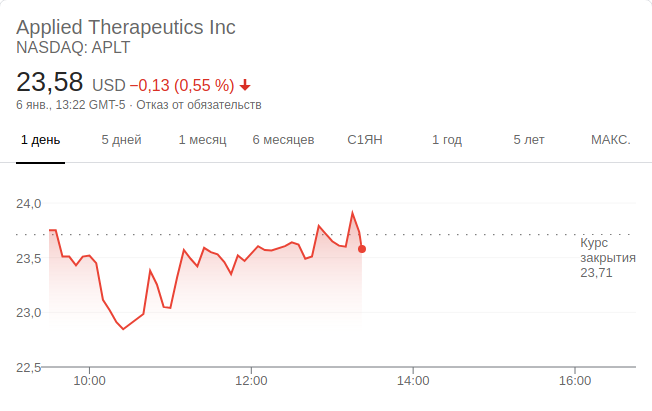 Applied Therapeutics Inc
NASDAQ: APLT
23,58 USD −0,13 (0,55 %)
6 янв., 13:22 GMT-5 · Отказ от обязательств
1 день 5 дней 1 месяц 6 месяцев С1ЯН 1 год 5 лет МАКС.
24,0
Курс
закрытия
23,71
23,5
23,0
22,5
10:00 12:00 14:00 16:00